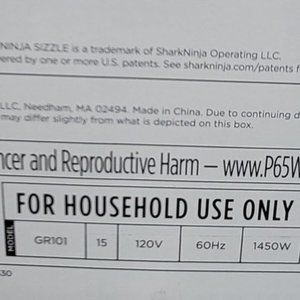 NINJA SIZZLE is a trademark of SharkNinja Operating LLC.
ered by one or more U.S. patents. See sharkninja.com/patents f
LLC, Needham, MA 02494. Made in China. Due to continuing d
may differ slightly from what is depicted on this box.
ncer and Reproductive Harm — www.P65W
FOR HOUSEHOLD USE ONLY
MODEL GR101 15 120V 60Hz 1450W
30